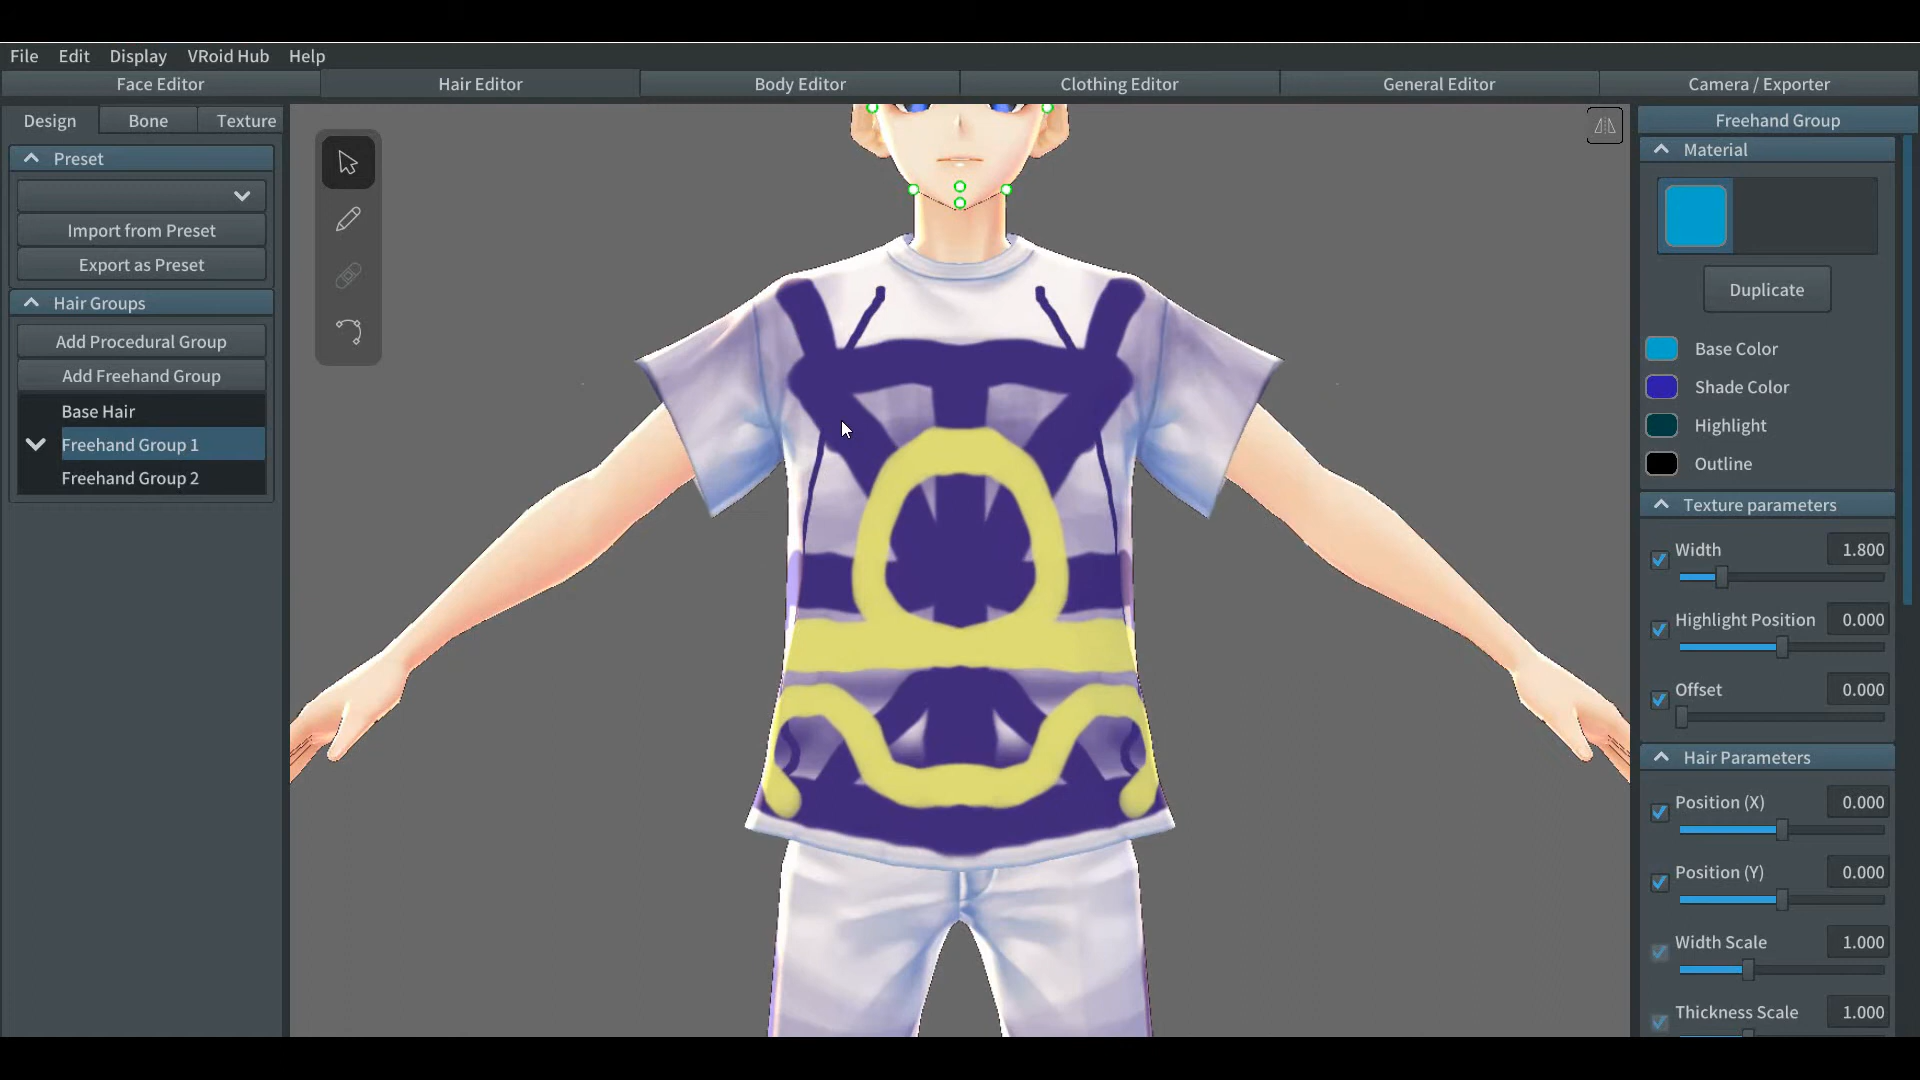 File Edit Display VRoid Hub Help
Face Editor Hair Editor Body Editor Clothing Editor General Editor Camera / Exporter
Design Bone Texture
Preset
Import from Preset
Export as Preset
Hair Groups
Add Procedural Group
Add Freehand Group
Base Hair
Freehand Group 1
Freehand Group 2
Freehand Group
Material
Duplicate
Base Color
Shade Color
Highlight
Outline
Texture parameters
Width 1.800
Highlight Position 0.000
Offset 0.000
Hair Parameters
Position (X) 0.000
Position (Y) 0.000
Width Scale 1.000
Thickness Scale 1.000